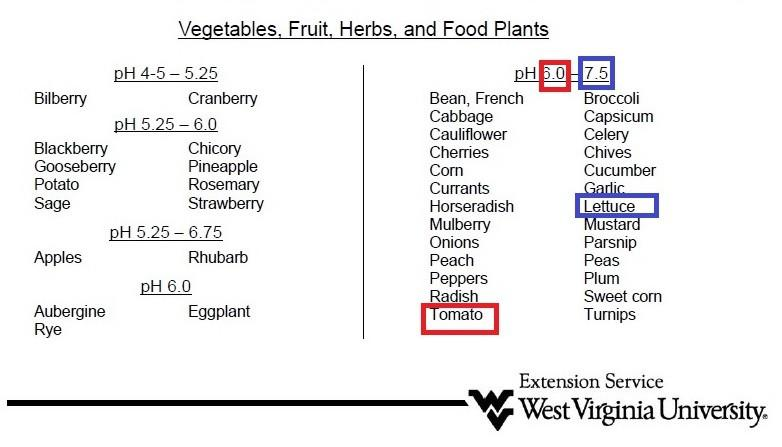 Vegetables, Fruit, Herbs, and Food Plants
pH 4-5 – 5.25
Bilberry Cranberry
pH 5.25 – 6.0
Blackberry Chicory
Gooseberry Pineapple
Potato Rosemary
Sage Strawberry
pH 5.25 – 6.75
Apples Rhubarb
pH 6.0
Aubergine Eggplant
Rye
pH 6.0 – 7.5
Bean, French Broccoli
Cabbage Capsicum
Cauliflower Celery
Cherries Chives
Corn Cucumber
Currants Garlic
Horseradish Lettuce
Mulberry Mustard
Onions Parsnip
Peach Peas
Peppers Plum
Radish Sweet corn
Tomato Turnips
Extension Service
West Virginia University.